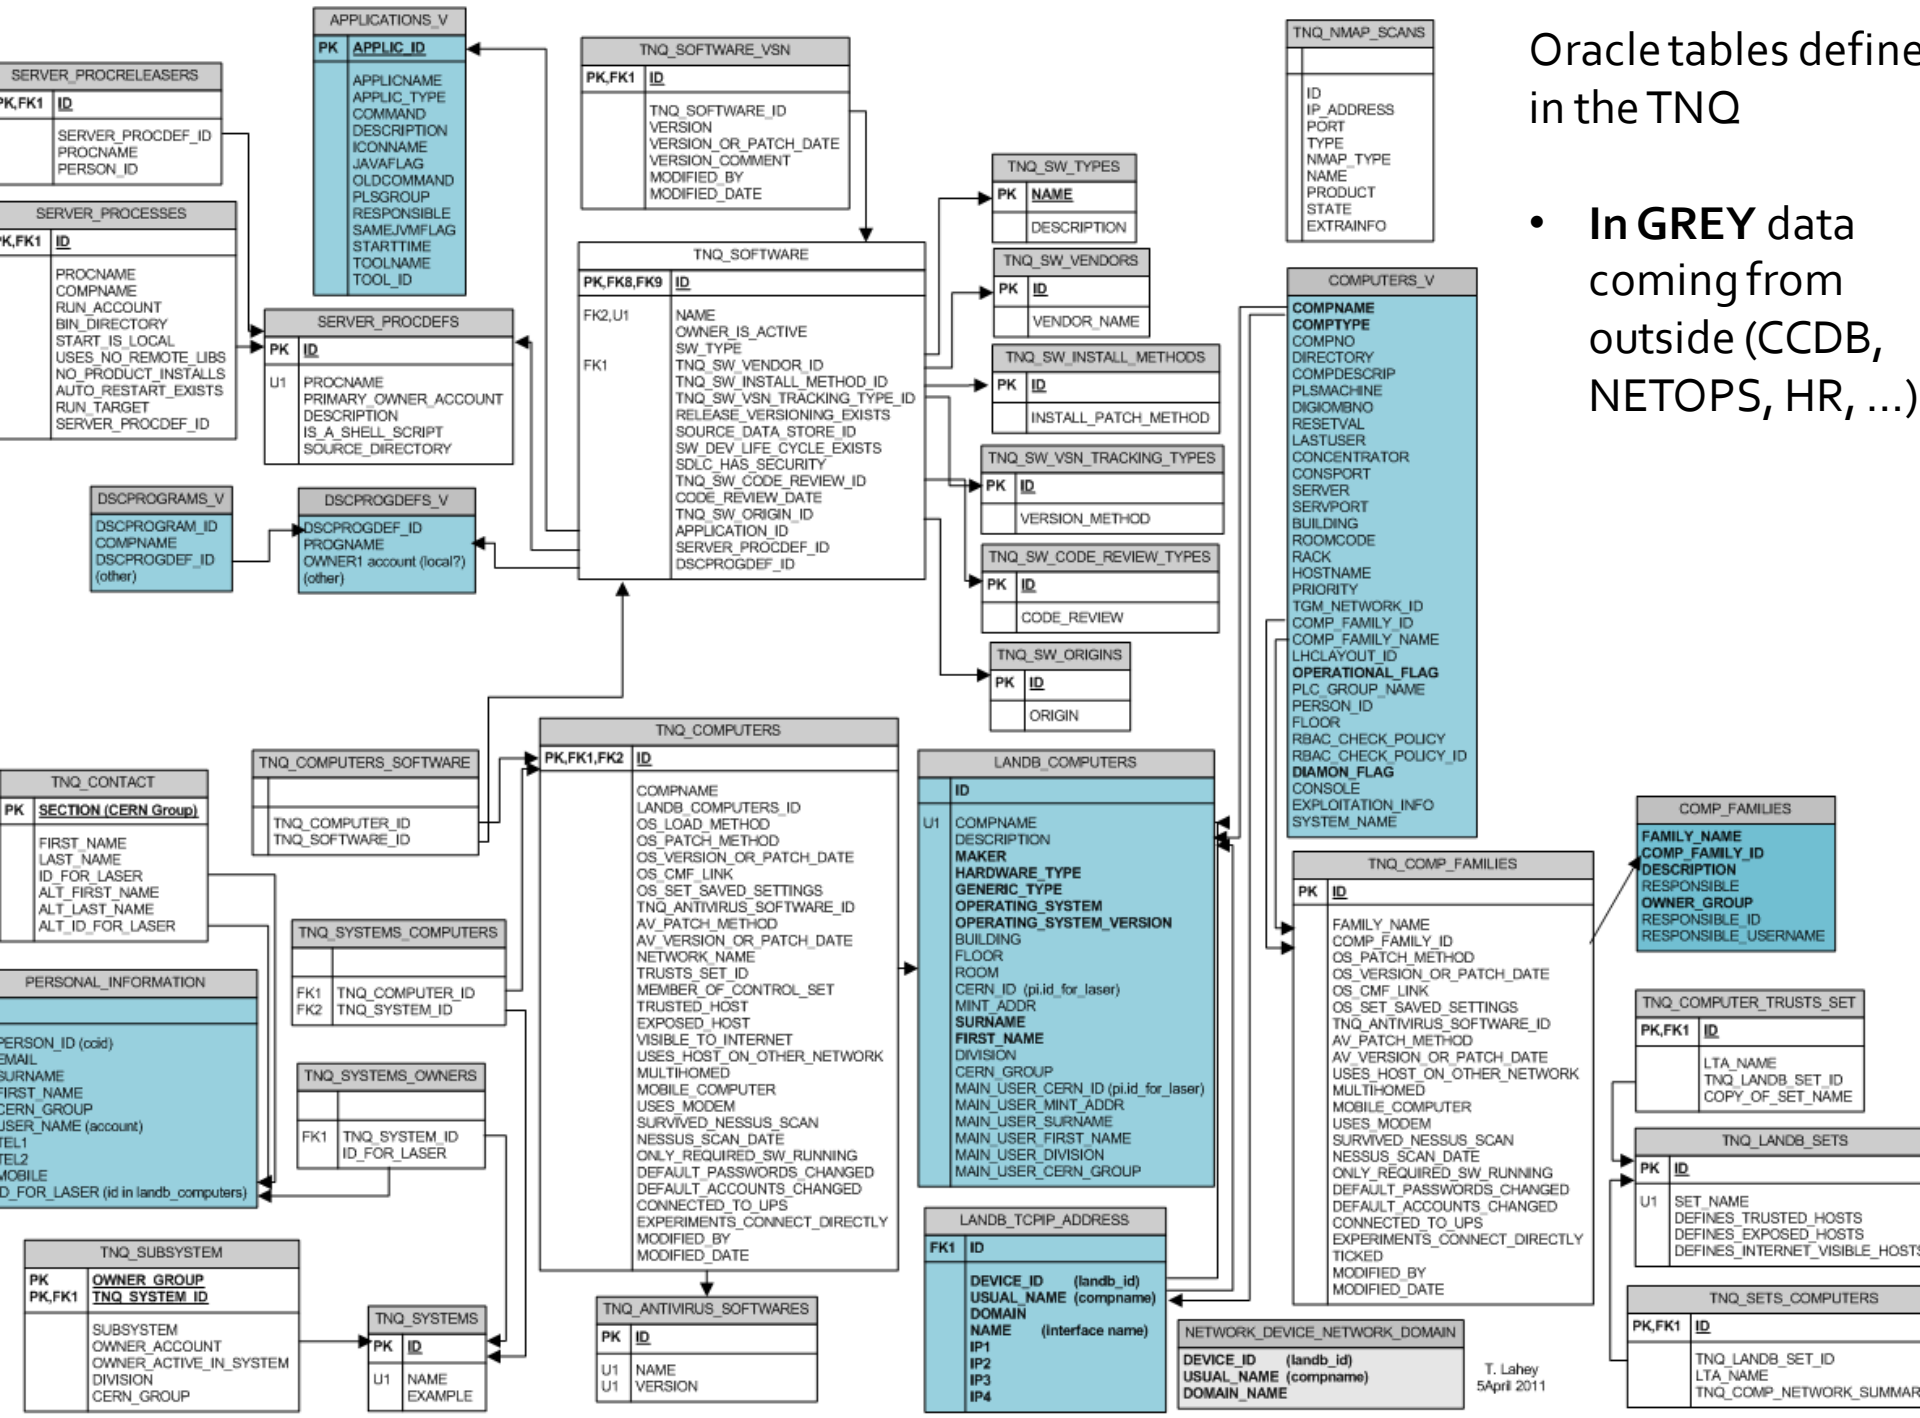 APPLICATIONS_V
PK APPLIC_ID
APPLICNAME
APPLIC_TYPE
COMMAND
DESCRIPTION
ICONNAME
JAVAFLAG
OLDCOMMAND
PLSGROUP
RESPONSIBLE
SAMEJVMFLAG
STARTTIME
TOOLNAME
TOOL_ID
SERVER_PROCRELEASERS
PK,FK1 ID
SERVER_PROCDEF_ID
PROCNAME
PERSON_ID
SERVER_PROCESSES
PK,FK1 ID
PROCNAME
COMPNAME
RUN_ACCOUNT
BIN_DIRECTORY
START_IS_LOCAL
USES_NO_REMOTE_LIBS
NO_PRODUCT_INSTALLS
AUTO_RESTART_EXISTS
RUN_TARGET
SERVER_PROCDEF_ID
SERVER_PROCDEFS
PK ID
U1 PROCNAME
PRIMARY_OWNER_ACCOUNT
DESCRIPTION
IS_A_SHELL_SCRIPT
SOURCE_DIRECTORY
DSCPROGRAMS_V
DSCPROGRAM_ID
COMPNAME
DSCPROGDEF_ID
(other)
DSCPROGDEFS_V
DSCPROGDEF_ID
PROGNAME
OWNER1 account (local?)
(other)
TNQ_SOFTWARE_VSN
PK,FK1 ID
TNQ_SOFTWARE_ID
VERSION
VERSION_OR_PATCH_DATE
VERSION_COMMENT
MODIFIED_BY
MODIFIED_DATE
TNQ_SOFTWARE
PK,FK8,FK9 ID
FK2,U1 NAME
OWNER_IS_ACTIVE
SW_TYPE
FK1 TNQ_SW_VENDOR_ID
TNQ_SW_INSTALL_METHOD_ID
TNQ_SW_VSN_TRACKING_TYPE_ID
RELEASE_VERSIONING_EXISTS
SOURCE_DATA_STORE_ID
SW_DEV_LIFE_CYCLE_EXISTS
SDLC_HAS_SECURITY
TNQ_SW_CODE_REVIEW_ID
CODE_REVIEW_DATE
TNQ_SW_ORIGIN_ID
APPLICATION_ID
SERVER_PROCDEF_ID
DSCPROGDEF_ID
TNQ_SW_TYPES
PK NAME
DESCRIPTION
TNQ_SW_VENDORS
PK ID
VENDOR_NAME
TNQ_SW_INSTALL_METHODS
PK ID
INSTALL_PATCH_METHOD
TNQ_SW_VSN_TRACKING_TYPES
PK ID
VERSION_METHOD
TNQ_SW_CODE_REVIEW_TYPES
PK ID
CODE_REVIEW
TNQ_SW_ORIGINS
PK ID
ORIGIN
TNQ_NMAP_SCANS
ID
IP_ADDRESS
PORT
TYPE
NMAP_TYPE
NAME
PRODUCT
STATE
EXTRAINFO
COMPUTERS_V
COMPNAME
COMPTYPE
COMPNO
DIRECTORY
COMPDESCRIP
PLSMACHINE
DIGIOMBNO
RESETVAL
LASTUSER
CONCENTRATOR
CONSPORT
SERVER
SERVPORT
BUILDING
ROOMCODE
RACK
HOSTNAME
PRIORITY
TGM_NETWORK_ID
COMP_FAMILY_ID
COMP_FAMILY_NAME
LHCLAYOUT_ID
OPERATIONAL_FLAG
PLC_GROUP_NAME
PERSON_ID
FLOOR
RBAC_CHECK_POLICY
RBAC_CHECK_POLICY_ID
DIAMON_FLAG
CONSOLE
EXPLOITATION_INFO
SYSTEM_NAME
Oracle tables define
in the TNQ
• In GREY data
coming from
outside (CCDB,
NETOPS, HR, ...)
TNQ_CONTACT
PK SECTION (CERN Group)
FIRST_NAME
LAST_NAME
ID_FOR_LASER
ALT_FIRST_NAME
ALT_LAST_NAME
ALT_ID_FOR_LASER
PERSONAL_INFORMATION
PERSON_ID (ccid)
EMAIL
SURNAME
FIRST_NAME
CERN_GROUP
USER_NAME (account)
TEL1
TEL2
MOBILE
ID_FOR_LASER (id in landb_computers)
TNQ_SUBSYSTEM
PK OWNER_GROUP
PK,FK1 TNQ_SYSTEM_ID
SUBSYSTEM
OWNER_ACCOUNT
OWNER_ACTIVE_IN_SYSTEM
DIVISION
CERN_GROUP
TNQ_COMPUTERS_SOFTWARE
TNQ_COMPUTER_ID
TNQ_SOFTWARE_ID
TNQ_SYSTEMS_COMPUTERS
FK1 TNQ_COMPUTER_ID
FK2 TNQ_SYSTEM_ID
TNQ_SYSTEMS_OWNERS
FK1 TNQ_SYSTEM_ID
ID_FOR_LASER
TNQ_SYSTEMS
PK ID
U1 NAME
EXAMPLE
TNQ_COMPUTERS
PK,FK1,FK2 ID
COMPNAME
LANDB_COMPUTERS_ID
OS_LOAD_METHOD
OS_PATCH_METHOD
OS_VERSION_OR_PATCH_DATE
OS_CMF_LINK
OS_SET_SAVED_SETTINGS
TNQ_ANTIVIRUS_SOFTWARE_ID
AV_PATCH_METHOD
AV_VERSION_OR_PATCH_DATE
NETWORK_NAME
TRUSTS_SET_ID
MEMBER_OF_CONTROL_SET
TRUSTED_HOST
EXPOSED_HOST
VISIBLE_TO_INTERNET
USES_HOST_ON_OTHER_NETWORK
MULTIHOMED
MOBILE_COMPUTER
USES_MODEM
SURVIVED_NESSUS_SCAN
NESSUS_SCAN_DATE
ONLY_REQUIRED_SW_RUNNING
DEFAULT_PASSWORDS_CHANGED
DEFAULT_ACCOUNTS_CHANGED
CONNECTED_TO_UPS
EXPERIMENTS_CONNECT_DIRECTLY
MODIFIED_BY
MODIFIED_DATE
TNQ_ANTIVIRUS_SOFTWARES
PK ID
U1 NAME
U1 VERSION
LANDB_COMPUTERS
ID
U1 COMPNAME
DESCRIPTION
MAKER
HARDWARE_TYPE
GENERIC_TYPE
OPERATING_SYSTEM
OPERATING_SYSTEM_VERSION
BUILDING
FLOOR
ROOM
CERN_ID (pi.id_for_laser)
MINT_ADDR
SURNAME
FIRST_NAME
DIVISION
CERN_GROUP
MAIN_USER_CERN_ID (pi.id_for_laser)
MAIN_USER_MINT_ADDR
MAIN_USER_SURNAME
MAIN_USER_FIRST_NAME
MAIN_USER_DIVISION
MAIN_USER_CERN_GROUP
LANDB_TCPIP_ADDRESS
FK1 ID
DEVICE_ID (landb_id)
USUAL_NAME (compname)
DOMAIN
NAME (interface name)
IP1
IP2
IP3
IP4
NETWORK_DEVICE_NETWORK_DOMAIN
DEVICE_ID (landb_id)
USUAL_NAME (compname)
DOMAIN_NAME
T. Lahey
5April 2011
TNQ_COMP_FAMILIES
PK ID
FAMILY_NAME
COMP_FAMILY_ID
OS_PATCH_METHOD
OS_VERSION_OR_PATCH_DATE
OS_CMF_LINK
OS_SET_SAVED_SETTINGS
TNQ_ANTIVIRUS_SOFTWARE_ID
AV_PATCH_METHOD
AV_VERSION_OR_PATCH_DATE
USES_HOST_ON_OTHER_NETWORK
MULTIHOMED
MOBILE_COMPUTER
USES_MODEM
SURVIVED_NESSUS_SCAN
NESSUS_SCAN_DATE
ONLY_REQUIRED_SW_RUNNING
DEFAULT_PASSWORDS_CHANGED
DEFAULT_ACCOUNTS_CHANGED
CONNECTED_TO_UPS
EXPERIMENTS_CONNECT_DIRECTLY
TICKED
MODIFIED_BY
MODIFIED_DATE
COMP_FAMILIES
FAMILY_NAME
COMP_FAMILY_ID
DESCRIPTION
RESPONSIBLE
OWNER_GROUP
RESPONSIBLE_ID
RESPONSIBLE_USERNAME
TNQ_COMPUTER_TRUSTS_SET
PK,FK1 ID
LTA_NAME
TNQ_LANDB_SET_ID
COPY_OF_SET_NAME
TNQ_LANDB_SETS
PK ID
U1 SET_NAME
DEFINES_TRUSTED_HOSTS
DEFINES_EXPOSED_HOSTS
DEFINES_INTERNET_VISIBLE_HOSTS
TNQ_SETS_COMPUTERS
PK,FK1 ID
TNQ_LANDB_SET_ID
LTA_NAME
TNQ_COMP_NETWORK_SUMMAR